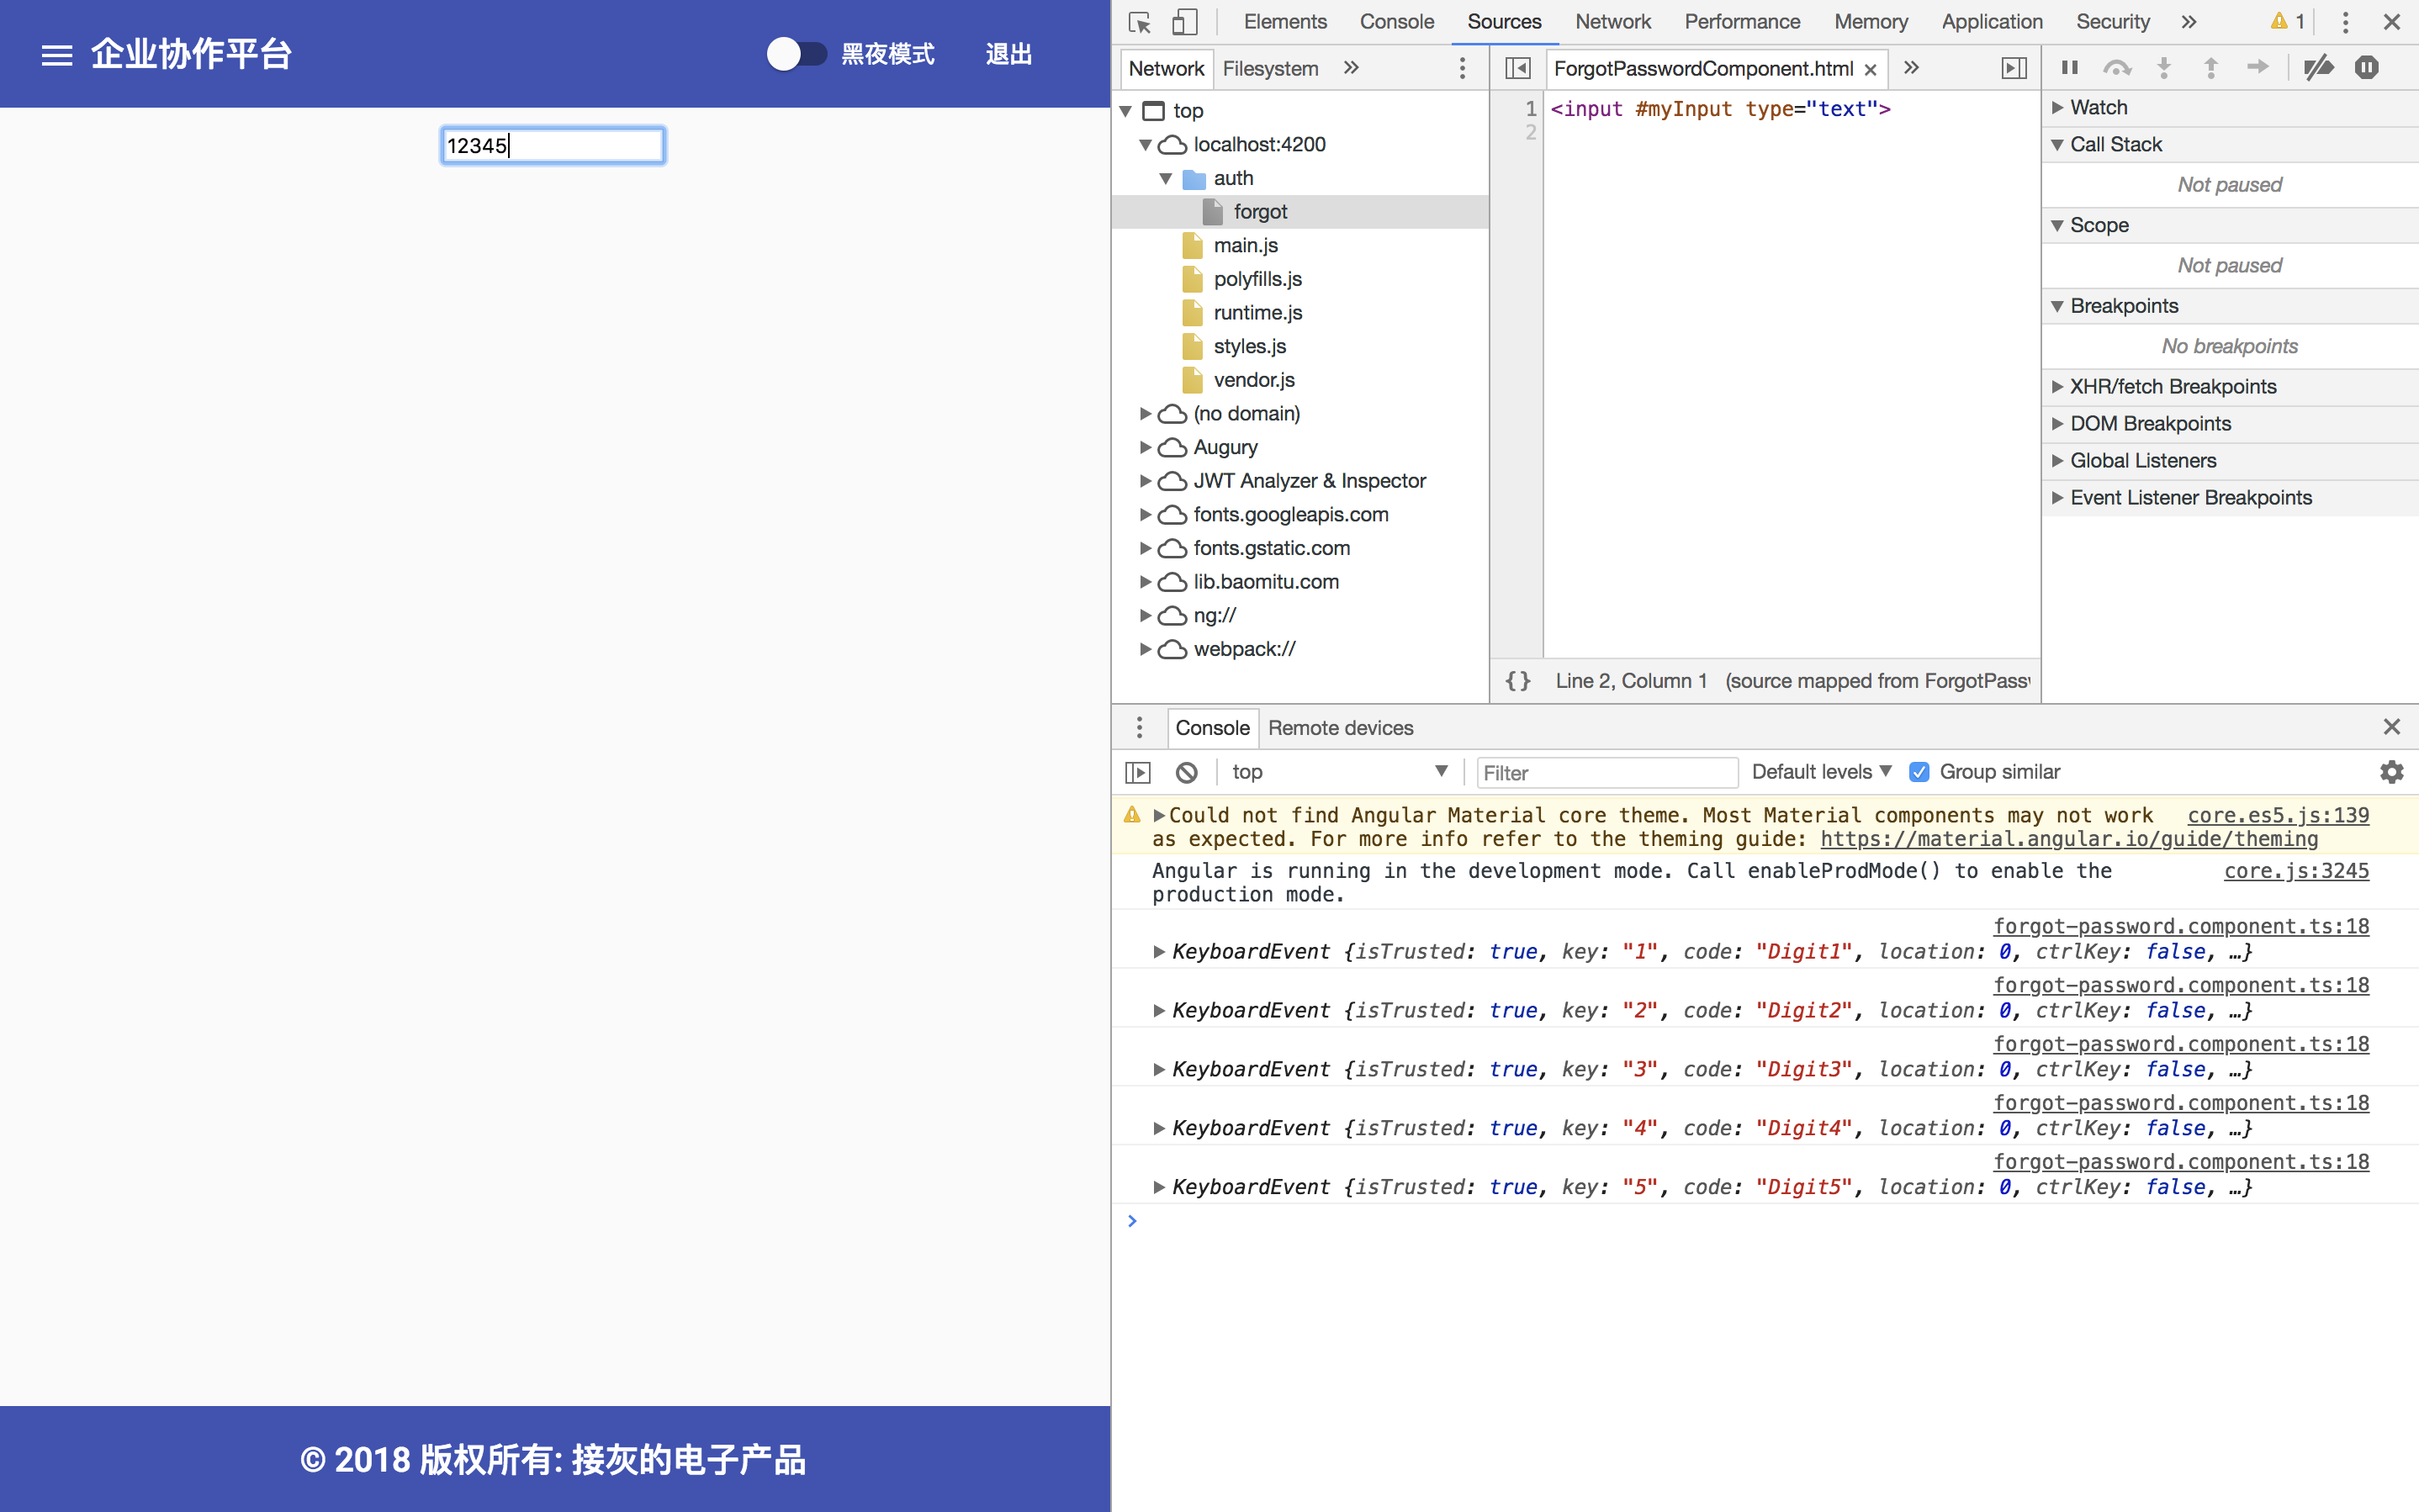 企业协作平台
黑夜模式
退出
12345
© 2018 版权所有: 接灰的电子产品
Elements Console Sources Network Performance Memory Application Security » 1
Network Filesystem »
top
localhost:4200
auth
forgot
main.js
polyfills.js
runtime.js
styles.js
vendor.js
(no domain)
Augury
JWT Analyzer & Inspector
fonts.googleapis.com
fonts.gstatic.com
lib.baomitu.com
ng://
webpack://
ForgotPasswordComponent.html × »
1 <input #myInput type="text">
2
{ } Line 2, Column 1 (source mapped from ForgotPassw
Watch
Call Stack
Not paused
Scope
Not paused
Breakpoints
No breakpoints
XHR/fetch Breakpoints
DOM Breakpoints
Global Listeners
Event Listener Breakpoints
Console Remote devices
top Filter Default levels Group similar
Could not find Angular Material core theme. Most Material components may not work core.es5.js:139
as expected. For more info refer to the theming guide: https://material.angular.io/guide/theming
Angular is running in the development mode. Call enableProdMode() to enable the core.js:3245
production mode.
forgot-password.component.ts:18
KeyboardEvent {isTrusted: true, key: "1", code: "Digit1", location: 0, ctrlKey: false, …}
forgot-password.component.ts:18
KeyboardEvent {isTrusted: true, key: "2", code: "Digit2", location: 0, ctrlKey: false, …}
forgot-password.component.ts:18
KeyboardEvent {isTrusted: true, key: "3", code: "Digit3", location: 0, ctrlKey: false, …}
forgot-password.component.ts:18
KeyboardEvent {isTrusted: true, key: "4", code: "Digit4", location: 0, ctrlKey: false, …}
forgot-password.component.ts:18
KeyboardEvent {isTrusted: true, key: "5", code: "Digit5", location: 0, ctrlKey: false, …}